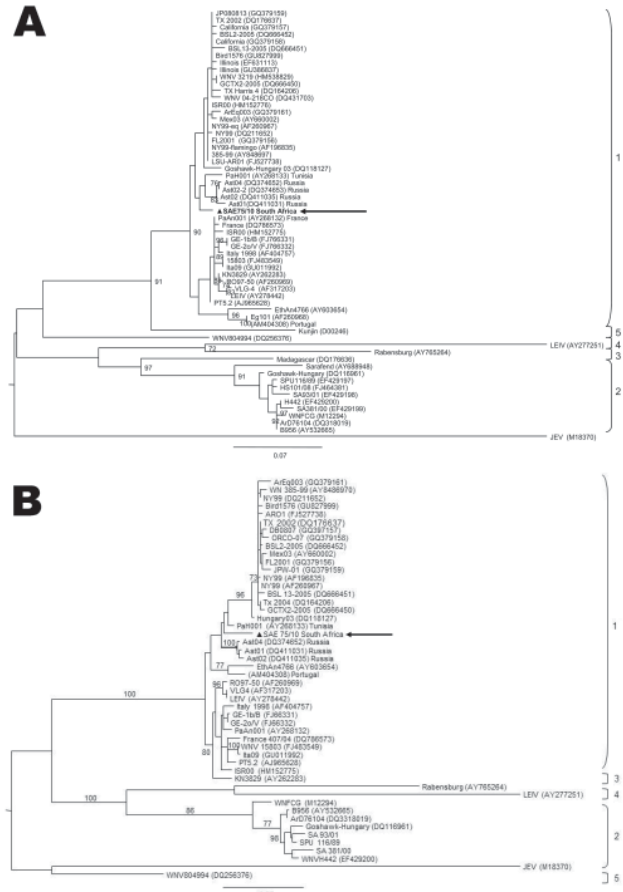 A
JP080813 (GQ379159)
TX 2002 (DQ176637)
California (GQ379157)
BSL2-2005 (DQ666452)
California (GQ379156)
BSL13-2005 (DQ666451)
Bird1576 (GU827999)
Illinois (EF631113)
Illinois (GU386637)
WNV 3218 (HM538829)
GCTX2-2005 (DQ666450)
TX Harris 4 (DQ164206)
WNV 04-216CO (DQ431703)
ISR00 (HM152776)
ArEq003 (GQ379161)
Mex03 (AY660002)
NY99-eq (AF260967)
NY99 (DQ211652)
FL2001 (GQ379156)
NY99-flamingo (AF196835)
385-99 (AY848697)
LSU-AR01 (FJ527738)
Goshawk-Hungary 03 (DQ118127)
PaH001 (AY268133) Tunisia
76
Ast04 (DQ374652) Russia
Ast02-2 (DQ374653) Russia
Ast02 (DQ411035) Russia
Ast01(DQ411031) Russia
▲SAE75/10 South Africa
PaAn001 (AY268132) France
France (DQ786573)
ISR00 (HM152775)
GE-1b/B (FJ766331)
GE-2o/V (FJ766332)
Italy 1998 (AF404757)
15803 (FJ483549)
Ita09 (GU011992)
KN3829 (AY262283)
RO97-50 (AF260969)
VLG-4 (AF317203)
LEIV (AY278442)
PT5.2 (AJ965628)
EthAn4766 (AY603654)
96
Eg101 (AF260968)
100
(AM404308) Portugal
Kunjin (D00246)
WNV804994 (DQ256376)
LEIV (AY277251)
72
Rabensburg (AY765264)
Madagascar (DQ176636)
Sarafend (AY688948)
Goshawk-Hungary (DQ116961)
SPU116/89 (EF429197)
HS101/08 (FJ464381)
SA93/01 (EF429198)
H442 (EF429200)
SA381/00 (EF429199)
WNFCG (M12294)
ArD76104 (DQ318019)
B956 (AY532665)
JEV (M18370)
90
91
97
91
97
1
5
4
3
2
0.07
B
ArEq003 (GQ379161)
WN 385-99 (AY8486970)
NY99 (DQ211652)
Bird1576 (GU827999)
ARO1 (FJ527738)
TX 2002 (DQ176637)
DB0807 (GQ397157)
ORCO-07 (GQ379158)
BSL2-2005 (DQ666452)
Mex03 (AY660002)
FL2001 (GQ379156)
JPW-01 (GQ379159)
73
NY99 (AF196835)
NY99 (AF260967)
BSL 13-2005 (DQ666451)
96
Tx 2004 (DQ164206)
GCTX2-2005 (DQ666450)
Hungary03 (DQ118127)
PaH001 (AY268133) Tunisia
▲SAE 75/10 South Africa
100
Ast04 (DQ374652) Russia
Ast01 (DQ411031) Russia
Ast02 (DQ411035) Russia
77
EthAn4766 (AY603654)
(AM404308) Portugal
96
RO97-50 (AF260969)
VLG4 (AF317203)
LEIV (AY278442)
100
Italy 1998 (AF404757)
GE-1b/B (FJ66331)
GE-2o/V (FJ66332)
PaAn001 (AY268132)
France 407/04 (DQ786573)
100
WNV 15803 (FJ483549)
80
Ita09 (GU011992)
PT5.2 (AJ965628)
ISR00 (HM152775)
KN3829 (AY262283)
Rabensburg (AY765264)
LEIV (AY277251)
100
WNFCG (M12294)
86
B956 (AY532665)
ArD76104 (DQ3318019)
77
Goshawk-Hungary (DQ116961)
98
SA 93/01
SPU 116/89
SA 381/00
WNVH442 (EF429200)
JEV (M18370)
WNV804994 (DQ256376)
1
3
4
2
5